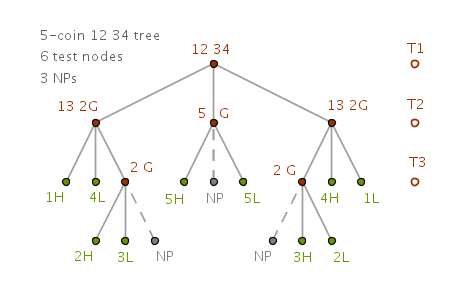 5-coin 12 34 tree
6 test nodes
3 NPs
12 34
T1
13 2G
5 G
13 2G
T2
2 G
2 G
T3
1H 4L 5H NP 5L 4H 1L
2H 3L NP NP 3H 2L